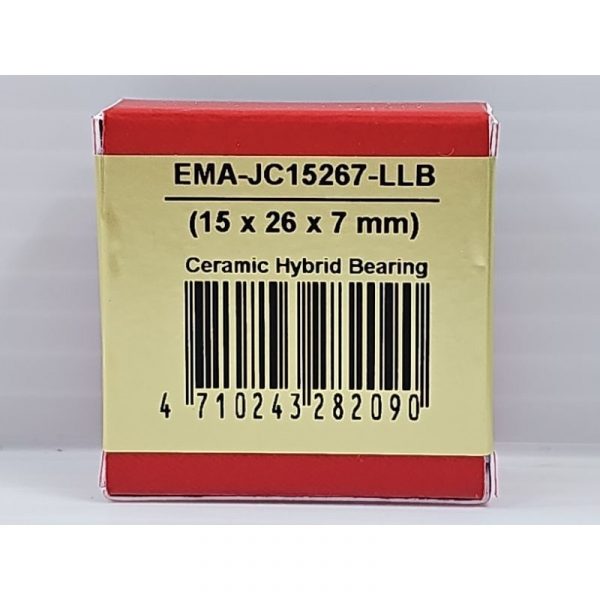 EMA-JC15267-LLB
(15 x 26 x 7 mm)
Ceramic Hybrid Bearing
4 710243 282090